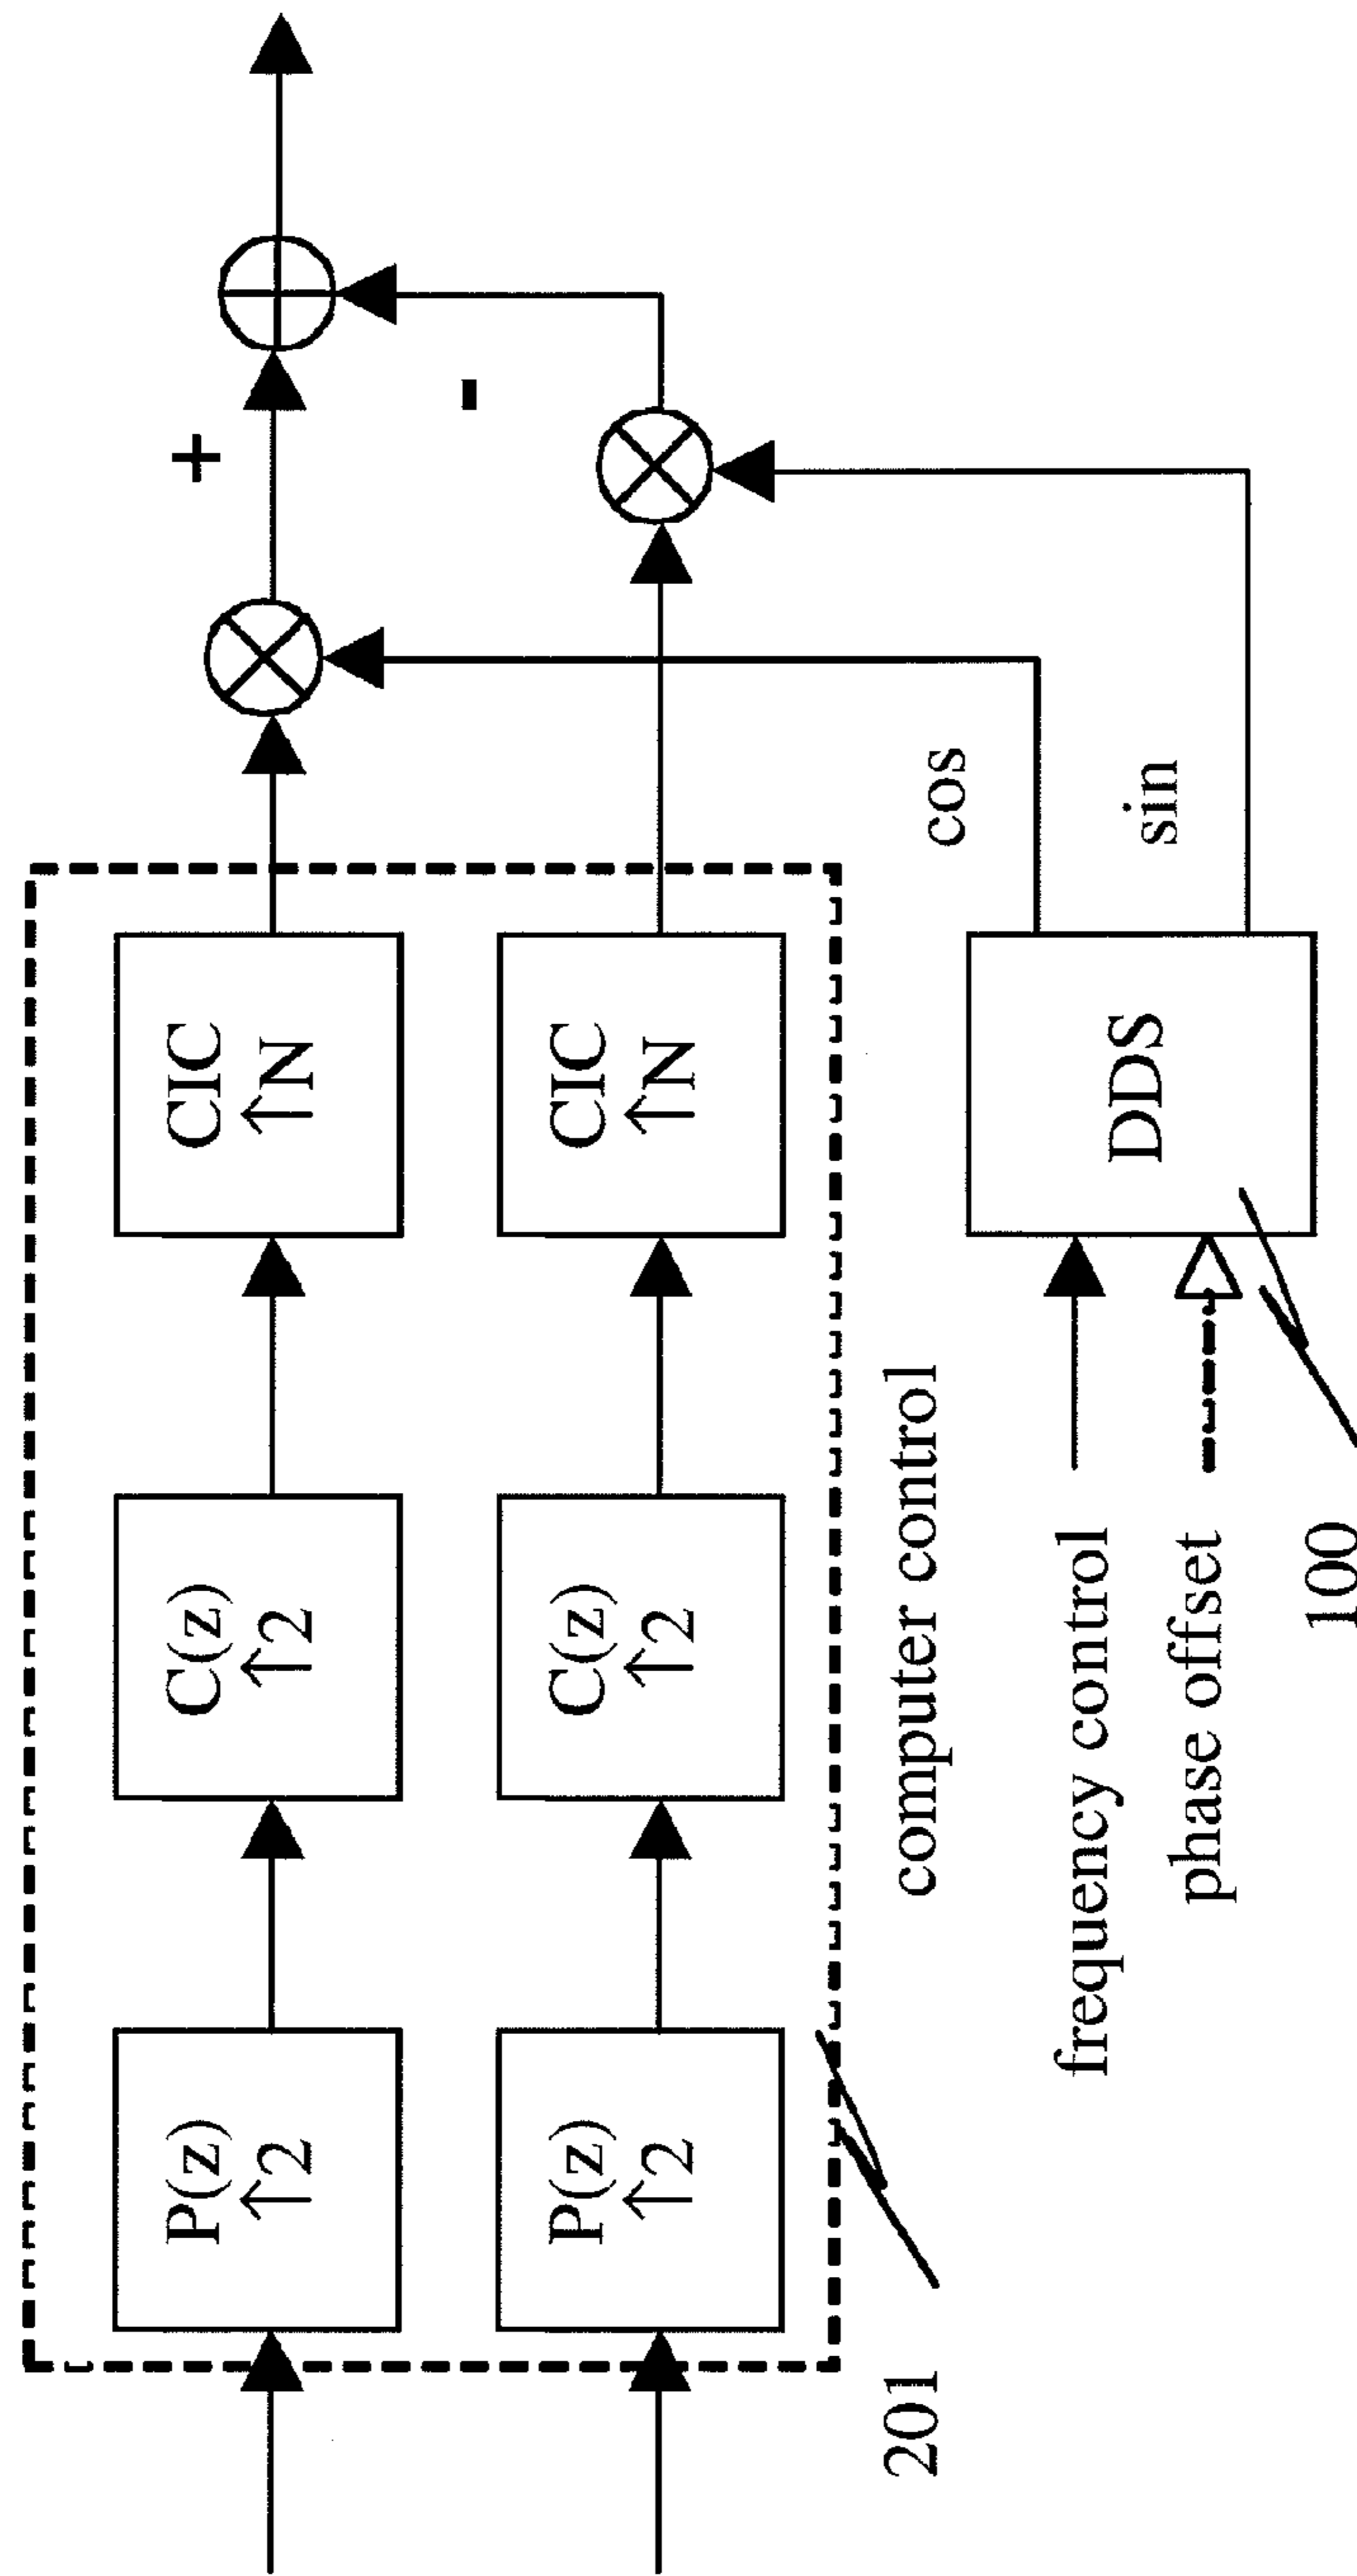 P(z)
↑2
C(z)
↑2
CIC
↑N
+
-
P(z)
↑2
C(z)
↑2
CIC
↑N
201
computer control
cos
sin
frequency control
phase offset
DDS
100